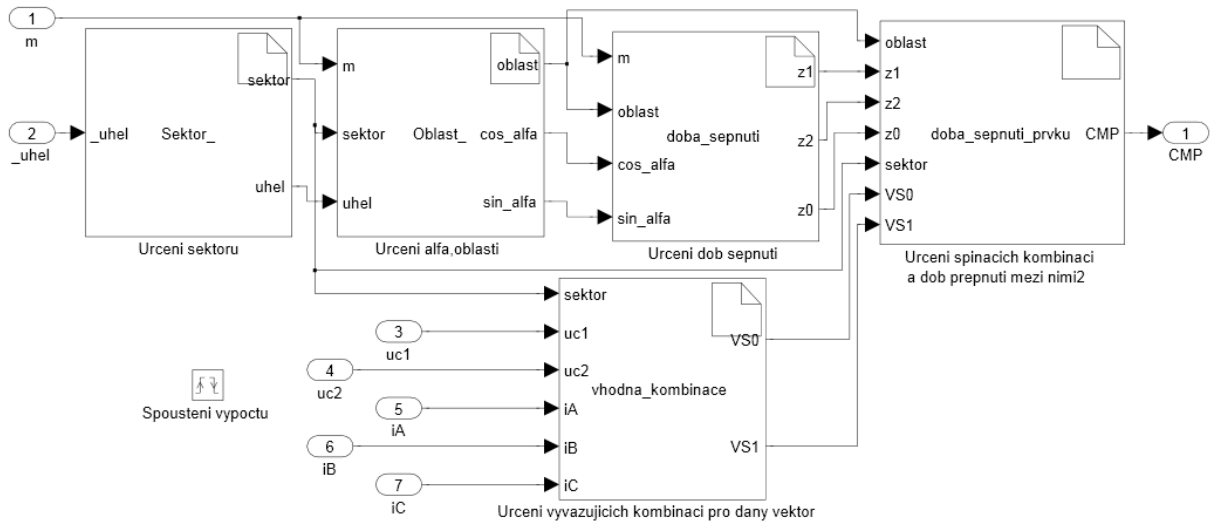 1
m
2
_uhel
_uhel
Sektor_
sektor
uhel
Urceni sektoru
m
sektor
uhel
Oblast_
oblast
cos_alfa
sin_alfa
Urceni alfa,oblasti
m
oblast
cos_alfa
sin_alfa
doba_sepnuti
z1
z2
z0
Urceni dob sepnuti
oblast
z1
z2
z0
sektor
VS0
VS1
doba_sepnuti_prvku
CMP
Urceni spinacich kombinaci
a dob prepnuti mezi nimi2
1
CMP
3
uc1
4
uc2
5
iA
6
iB
7
iC
sektor
uc1
uc2
iA
iB
iC
vhodna_kombinace
VS0
VS1
Urceni vyvazujicich kombinaci pro dany vektor
Spousteni vypoctu